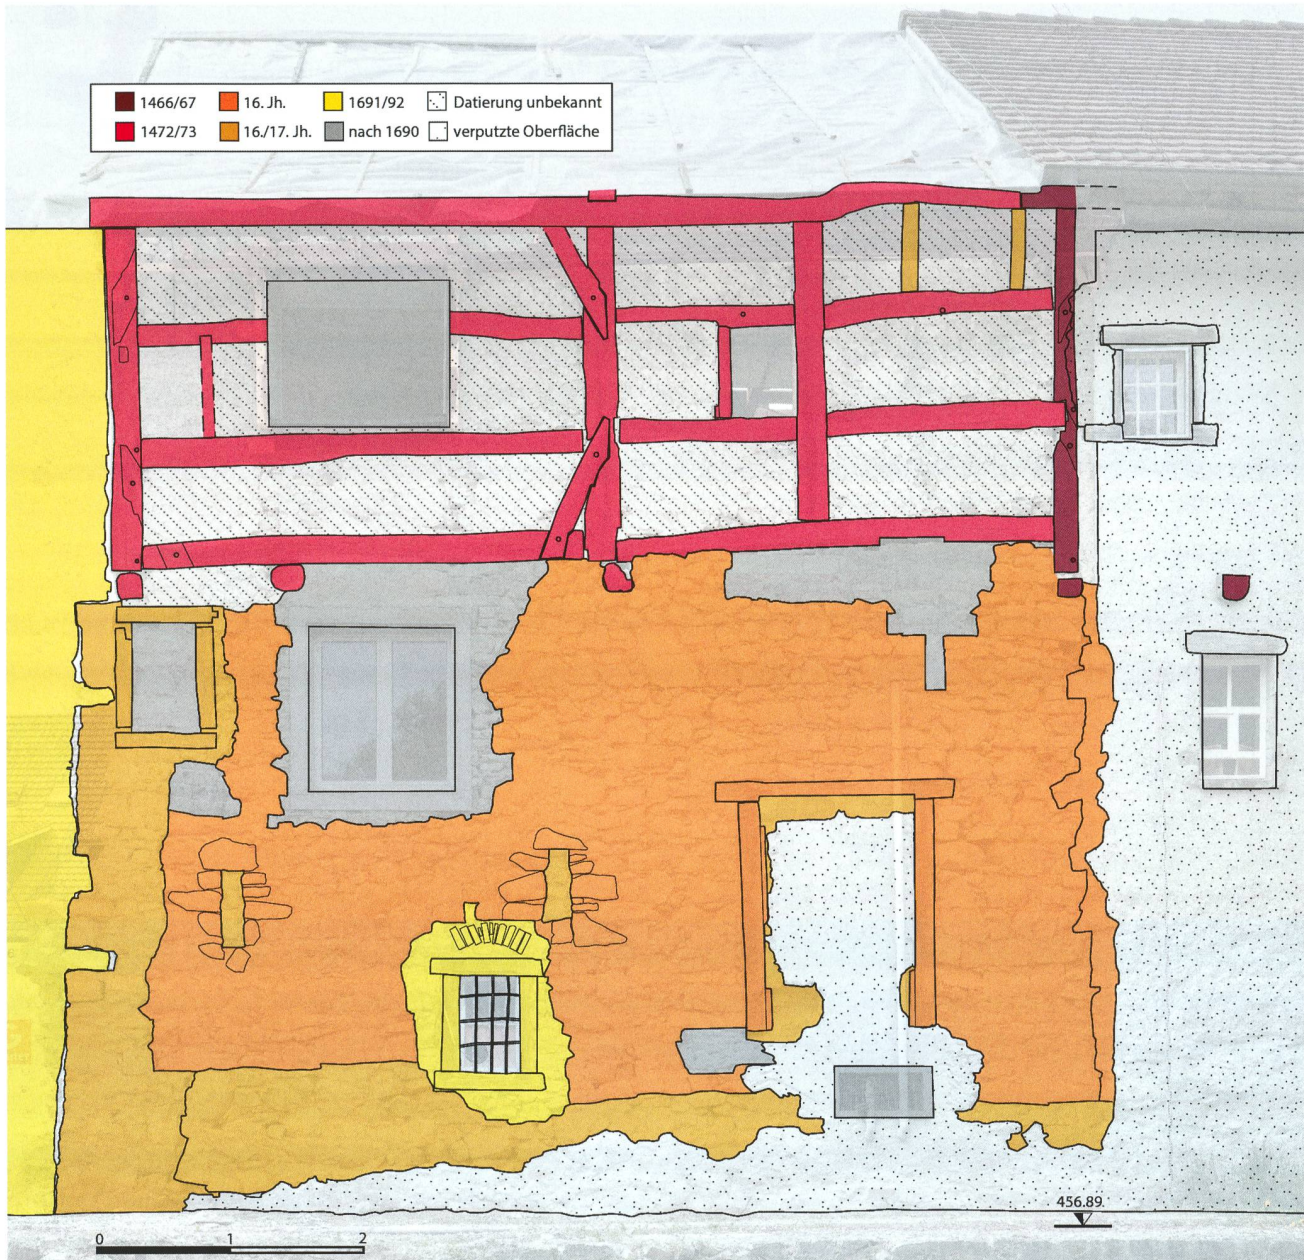 1466/67 16. Jh. 1691/92 Datierung unbekannt
1472/73 16./17. Jh. nach 1690 verputzte Oberfläche
456.89
0 1 2